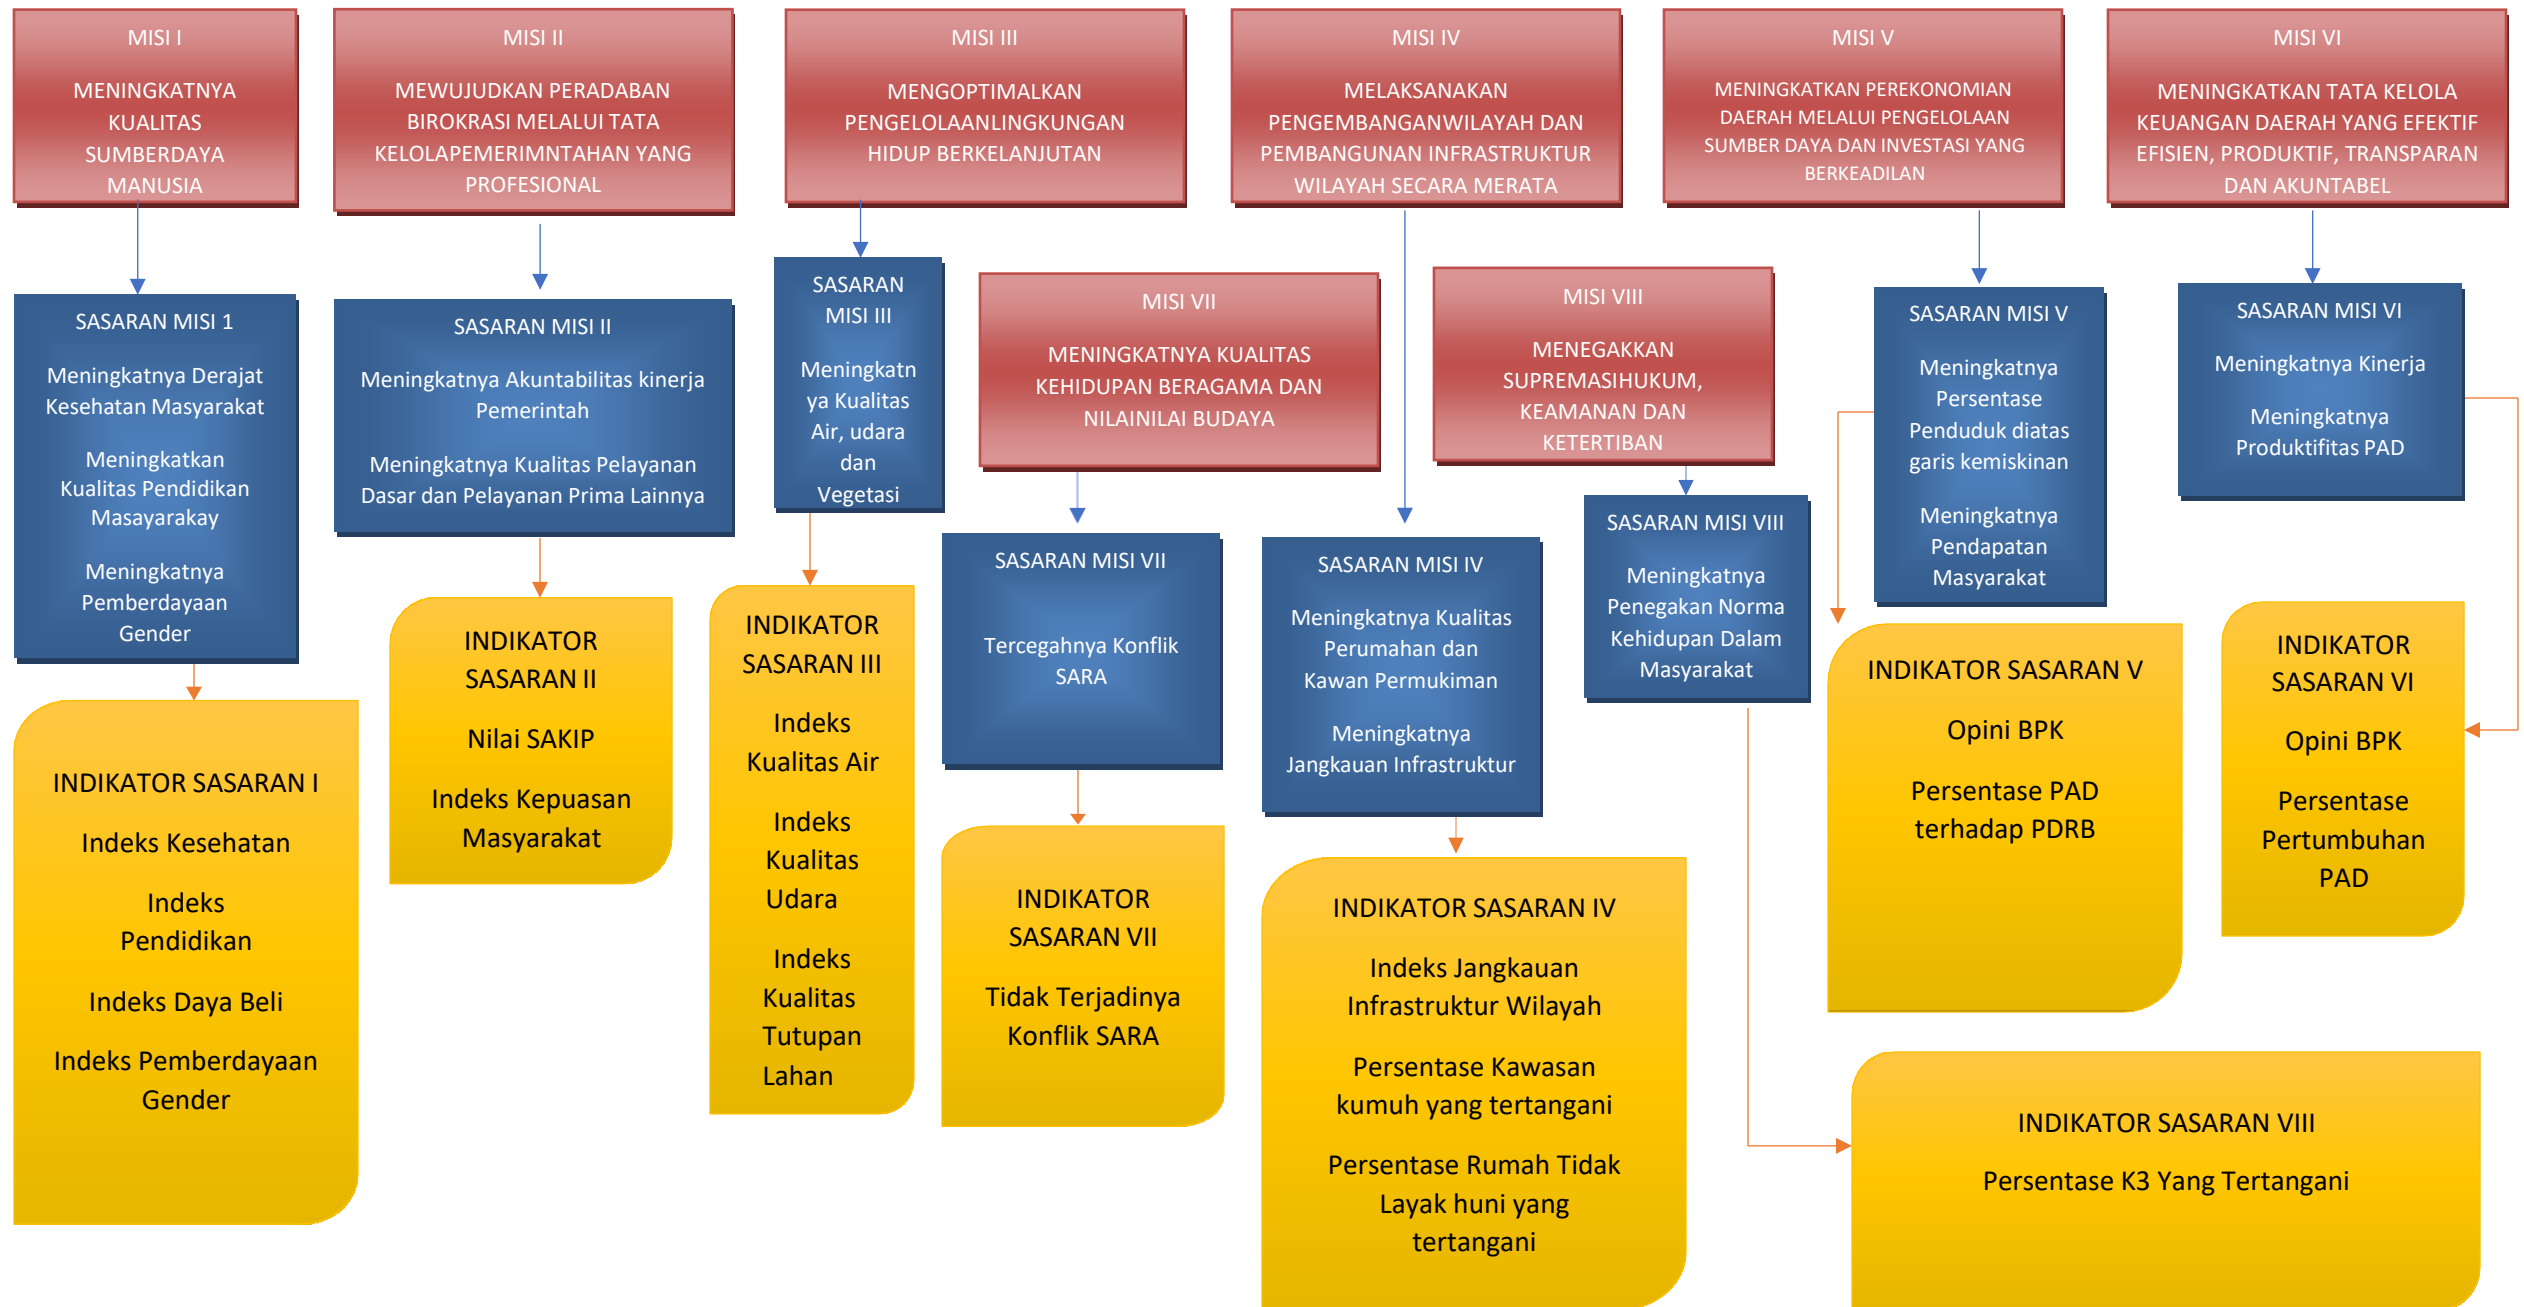 MISI I
MENINGKATNYA
KUALITAS
SUMBERDAYA
MANUSIA
MISI II
MEWUJUDKAN PERADABAN
BIROKRASI MELALUI TATA
KELOLAPEMERIMNTAHAN YANG
PROFESIONAL
MISI III
MENGOPTIMALKAN
PENGELOLAANLINGKUNGAN
HIDUP BERKELANJUTAN
MISI IV
MELAKSANAKAN
PENGEMBANGANWILAYAH DAN
PEMBANGUNAN INFRASTRUKTUR
WILAYAH SECARA MERATA
MISI V
MENINGKATKAN PEREKONOMIAN
DAERAH MELALUI PENGELOLAAN
SUMBER DAYA DAN INVESTASI YANG
BERKEADILAN
MISI VI
MENINGKATKAN TATA KELOLA
KEUANGAN DAERAH YANG EFEKTIF
EFISIEN, PRODUKTIF, TRANSPARAN
DAN AKUNTABEL
SASARAN MISI 1
Meningkatnya Derajat
Kesehatan Masyarakat
Meningkatkan
Kualitas Pendidikan
Masayarakay
Meningkatnya
Pemberdayaan
Gender
SASARAN MISI II
Meningkatnya Akuntabilitas kinerja
Pemerintah
Meningkatnya Kualitas Pelayanan
Dasar dan Pelayanan Prima Lainnya
SASARAN
MISI III
Meningkatn
ya Kualitas
Air, udara
dan
Vegetasi
MISI VII
MENINGKATNYA KUALITAS
KEHIDUPAN BERAGAMA DAN
NILAINILAI BUDAYA
MISI VIII
MENEGAKKAN
SUPREMASIHUKUM,
KEAMANAN DAN
KETERTIBAN
SASARAN MISI V
Meningkatnya
Persentase
Penduduk diatas
garis kemiskinan
Meningkatnya
Pendapatan
Masyarakat
SASARAN MISI VI
Meningkatnya Kinerja
Meningkatnya
Produktifitas PAD
SASARAN MISI VII
Tercegahnya Konflik
SARA
SASARAN MISI IV
Meningkatnya Kualitas
Perumahan dan
Kawan Permukiman
Meningkatnya
Jangkauan Infrastruktur
SASARAN MISI VIII
Meningkatnya
Penegakan Norma
Kehidupan Dalam
Masyarakat
INDIKATOR SASARAN I
Indeks Kesehatan
Indeks
Pendidikan
Indeks Daya Beli
Indeks Pemberdayaan
Gender
INDIKATOR
SASARAN II
Nilai SAKIP
Indeks Kepuasan
Masyarakat
INDIKATOR
SASARAN III
Indeks
Kualitas Air
Indeks
Kualitas
Udara
Indeks
Kualitas
Tutupan
Lahan
INDIKATOR
SASARAN VII
Tidak Terjadinya
Konflik SARA
INDIKATOR SASARAN IV
Indeks Jangkauan
Infrastruktur Wilayah
Persentase Kawasan
kumuh yang tertangani
Persentase Rumah Tidak
Layak huni yang
tertangani
INDIKATOR SASARAN V
Opini BPK
Persentase PAD
terhadap PDRB
INDIKATOR
SASARAN VI
Opini BPK
Persentase
Pertumbuhan
PAD
INDIKATOR SASARAN VIII
Persentase K3 Yang Tertangani